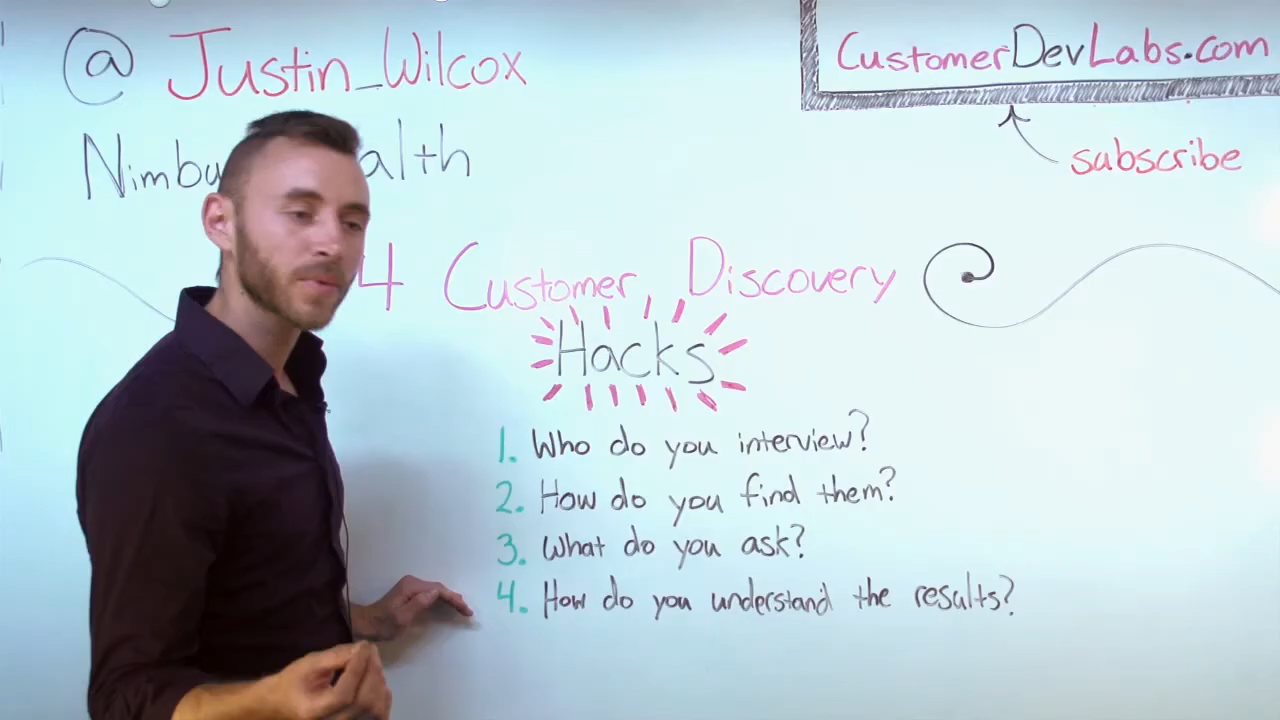 @ Justin_Wilcox
CustomerDevLabs.com
subscribe
4 Customer Discovery
Hacks
1. Who do you interview?
2. How do you find them?
3. What do you ask?
4. How do you understand the results?